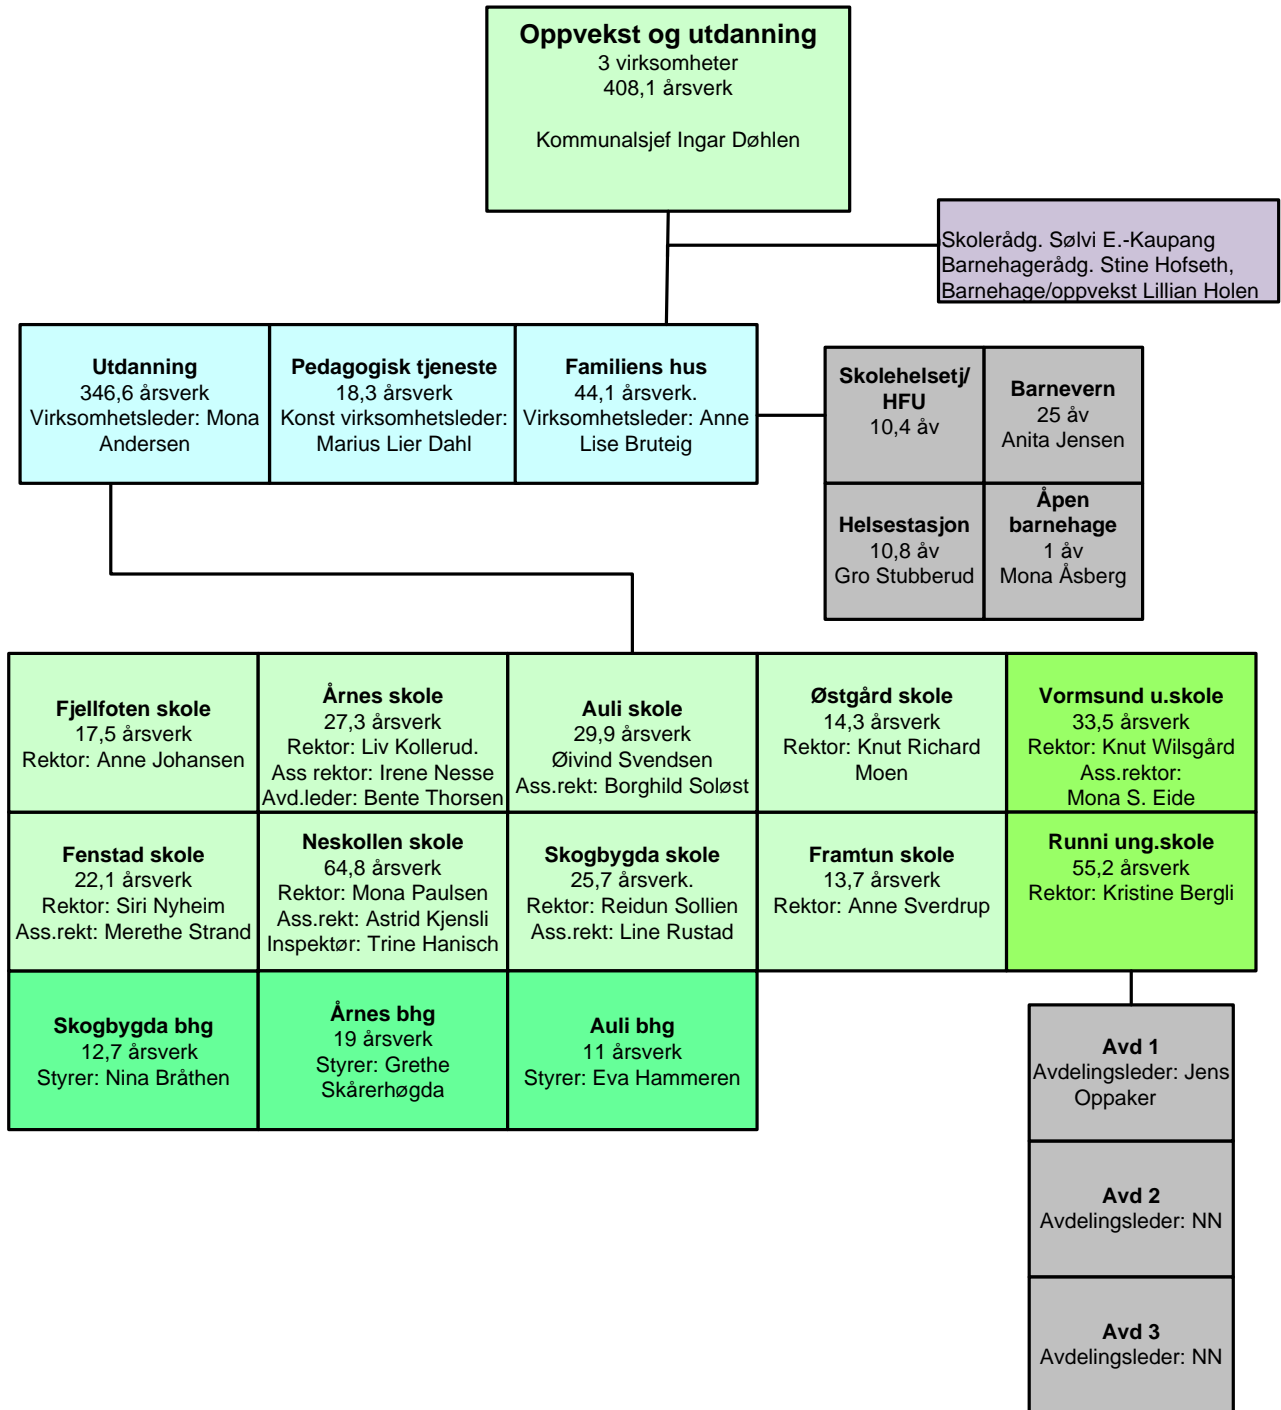 Oppvekst og utdanning
3 virksomheter
408,1 årsverk
Kommunalsjef Ingar Døhlen
Skolerådg. Sølvi E.-Kaupang
Barnehagerådg. Stine Hofseth,
Barnehage/oppvekst Lillian Holen
Utdanning
346,6 årsverk
Virksomhetsleder: Mona
Andersen
Pedagogisk tjeneste
18,3 årsverk
Konst virksomhetsleder:
Marius Lier Dahl
Familiens hus
44,1 årsverk.
Virksomhetsleder: Anne
Lise Bruteig
Skolehelsetj/
HFU
10,4 åv
Barnevern
25 åv
Anita Jensen
Helsestasjon
10,8 åv
Gro Stubberud
Åpen
barnehage
1 åv
Mona Åsberg
Fjellfoten skole
17,5 årsverk
Rektor: Anne Johansen
Årnes skole
27,3 årsverk
Rektor: Liv Kollerud.
Ass rektor: Irene Nesse
Avd.leder: Bente Thorsen
Auli skole
29,9 årsverk
Øivind Svendsen
Ass.rekt: Borghild Soløst
Østgård skole
14,3 årsverk
Rektor: Knut Richard
Moen
Vormsund u.skole
33,5 årsverk
Rektor: Knut Wilsgård
Ass.rektor:
Mona S. Eide
Fenstad skole
22,1 årsverk
Rektor: Siri Nyheim
Ass.rekt: Merethe Strand
Neskollen skole
64,8 årsverk
Rektor: Mona Paulsen
Ass.rekt: Astrid Kjensli
Inspektør: Trine Hanisch
Skogbygda skole
25,7 årsverk.
Rektor: Reidun Sollien
Ass.rekt: Line Rustad
Framtun skole
13,7 årsverk
Rektor: Anne Sverdrup
Runni ung.skole
55,2 årsverk
Rektor: Kristine Bergli
Skogbygda bhg
12,7 årsverk
Styrer: Nina Bråthen
Årnes bhg
19 årsverk
Styrer: Grethe
Skårerhøgda
Auli bhg
11 årsverk
Styrer: Eva Hammeren
Avd 1
Avdelingsleder: Jens
Oppaker
Avd 2
Avdelingsleder: NN
Avd 3
Avdelingsleder: NN